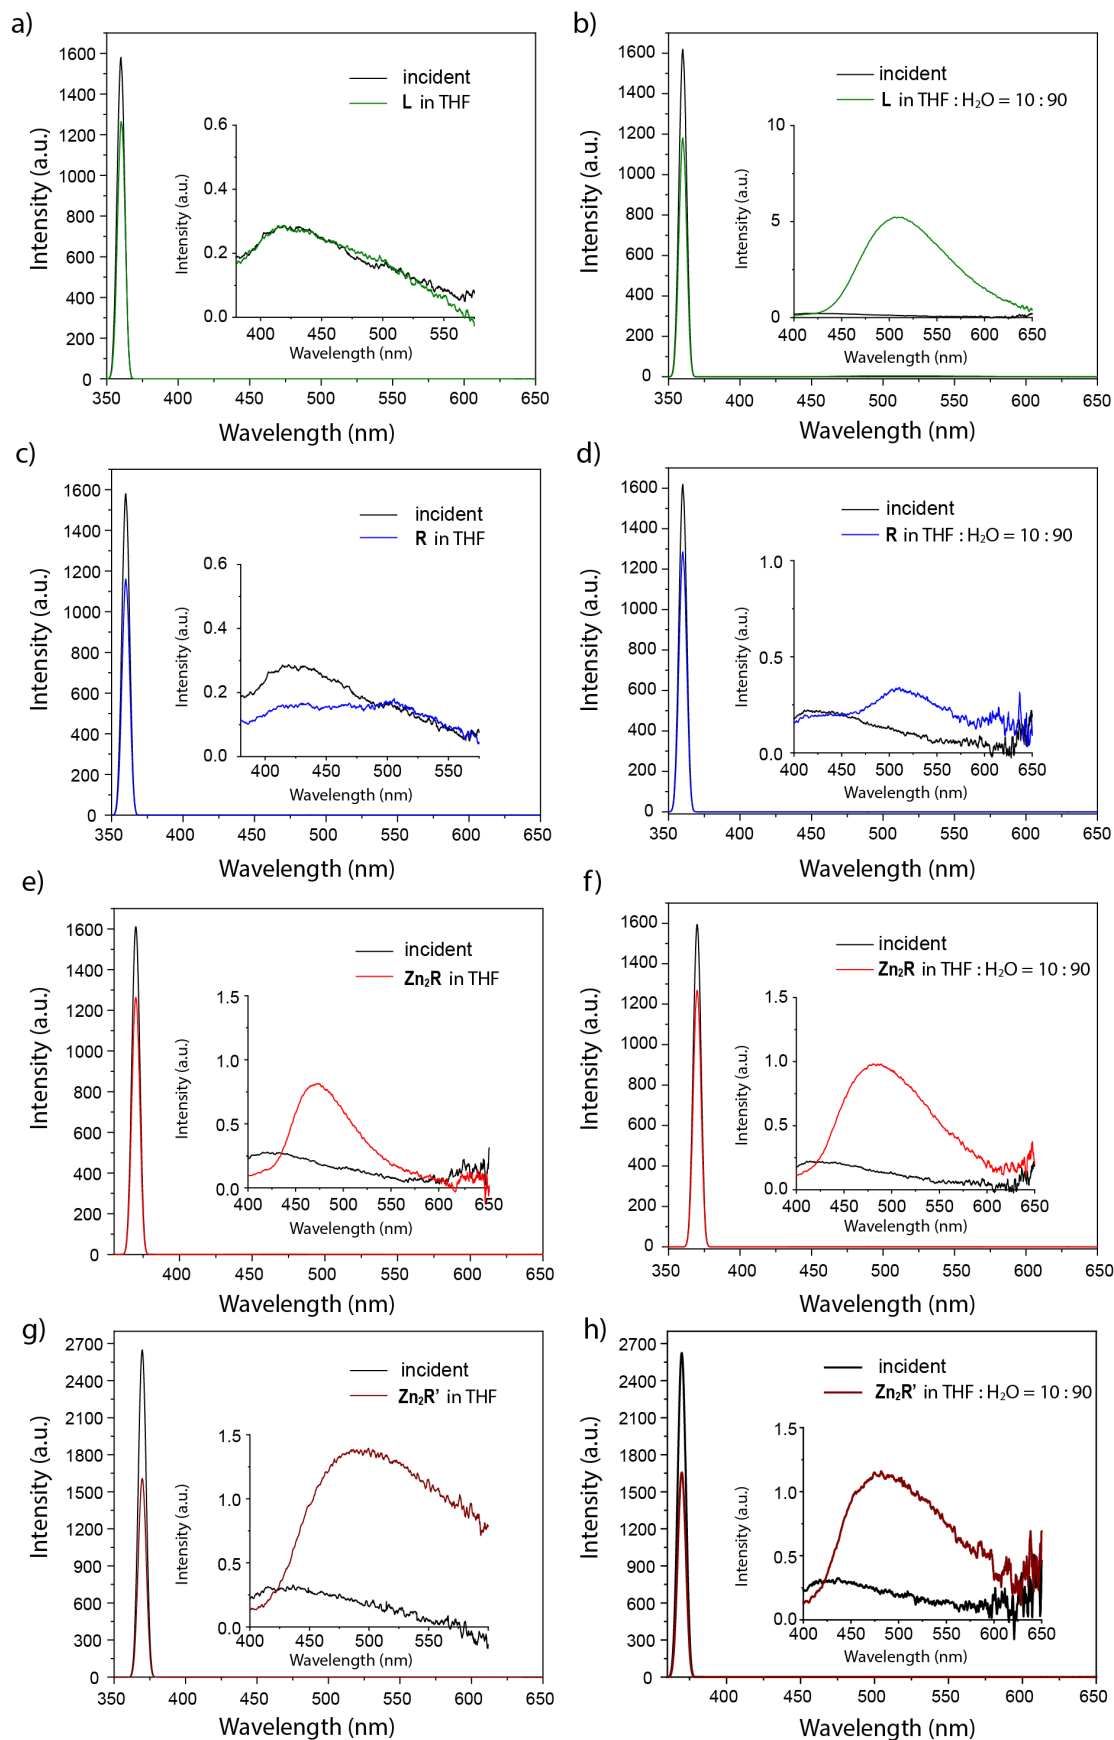 a)
Intensity (a.u.)
1600
1400
1200
1000
800
600
400
200
0
350 400 450 500 550 600 650
Wavelength (nm)
incident
L in THF
Intensity (a.u.)
0.6
0.4
0.2
0.0
400 450 500 550
Wavelength (nm)
b)
Intensity (a.u.)
1600
1400
1200
1000
800
600
400
200
0
350 400 450 500 550 600 650
Wavelength (nm)
incident
L in THF : H₂O = 10 : 90
Intensity (a.u.)
10
5
0
400 450 500 550 600 650
Wavelength (nm)
c)
Intensity (a.u.)
1600
1400
1200
1000
800
600
400
200
0
350 400 450 500 550 600 650
Wavelength (nm)
incident
R in THF
Intensity (a.u.)
0.6
0.4
0.2
0.0
400 450 500 550
Wavelength (nm)
d)
Intensity (a.u.)
1600
1400
1200
1000
800
600
400
200
0
350 400 450 500 550 600 650
Wavelength (nm)
incident
R in THF : H₂O = 10 : 90
Intensity (a.u.)
1.0
0.5
0.0
400 450 500 550 600 650
Wavelength (nm)
e)
Intensity (a.u.)
1600
1400
1200
1000
800
600
400
200
0
400 450 500 550 600 650
Wavelength (nm)
incident
Zn₂R in THF
Intensity (a.u.)
1.5
1.0
0.5
0.0
400 450 500 550 600 650
Wavelength (nm)
f)
Intensity (a.u.)
1600
1400
1200
1000
800
600
400
200
0
350 400 450 500 550 600 650
Wavelength (nm)
incident
Zn₂R in THF : H₂O = 10 : 90
Intensity (a.u.)
1.5
1.0
0.5
0.0
400 450 500 550 600 650
Wavelength (nm)
g)
Intensity (a.u.)
2700
2400
2100
1800
1500
1200
900
600
300
0
350 400 450 500 550 600 650
Wavelength (nm)
incident
Zn₂R’ in THF
Intensity (a.u.)
1.5
1.0
0.5
0.0
400 450 500 550
Wavelength (nm)
h)
Intensity (a.u.)
2700
2400
2100
1800
1500
1200
900
600
300
0
400 450 500 550 600 650
Wavelength (nm)
incident
Zn₂R’ in THF : H₂O = 10 : 90
Intensity (a.u.)
1.5
1.0
0.5
0.0
400 450 500 550 600 650
Wavelength (nm)